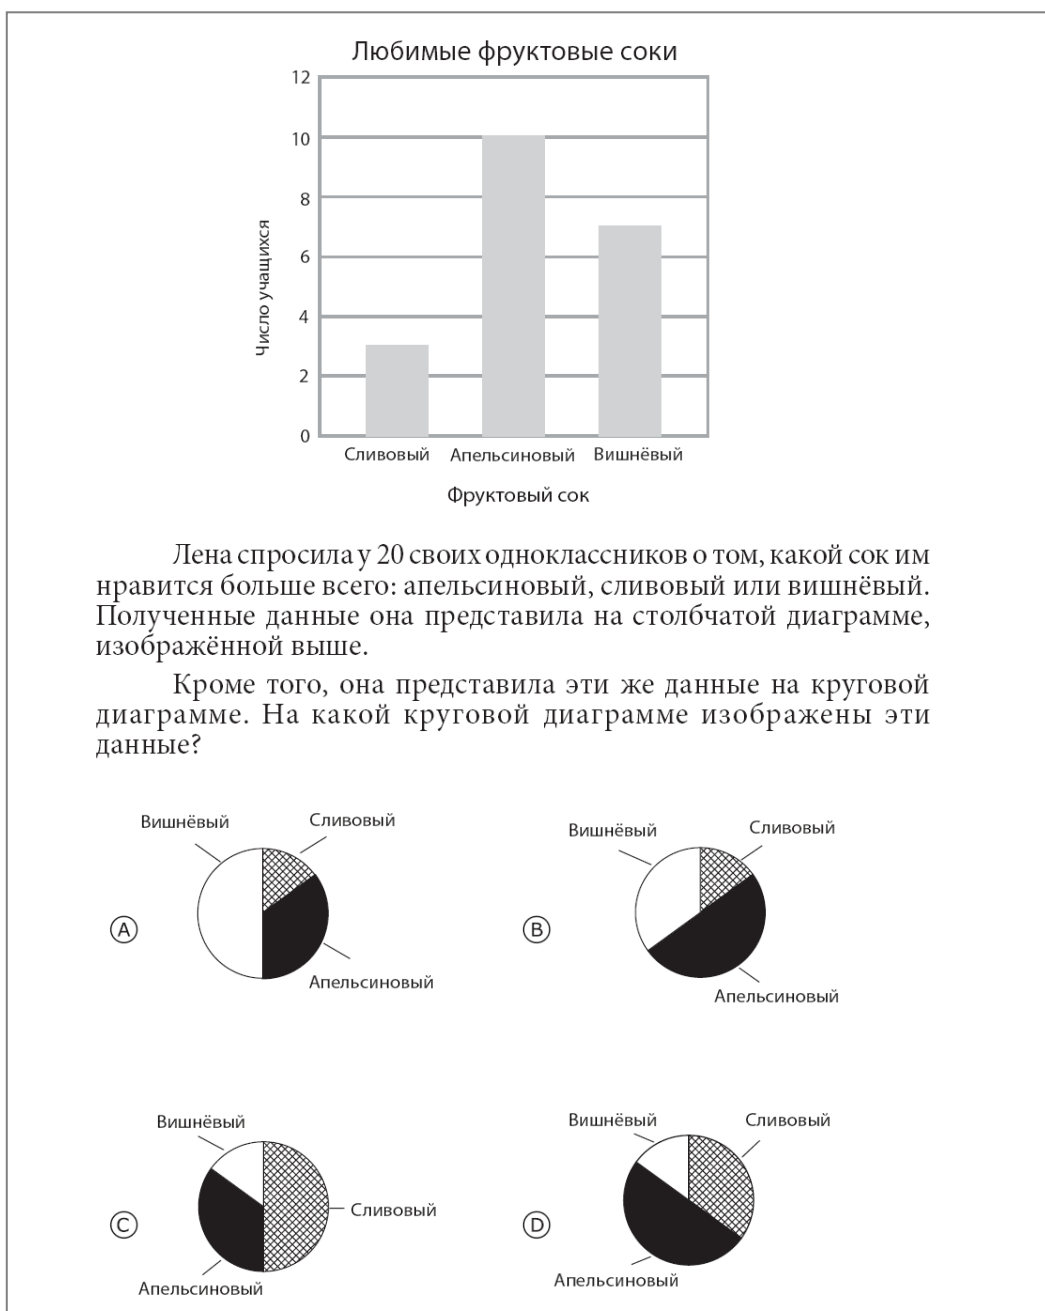 Любимые фруктовые соки
12
10
8
6
4
2
0
Число учащихся
Сливовый Апельсиновый Вишнёвый
Фруктовый сок
Лена спросила у 20 своих одноклассников о том, какой сок им
нравится больше всего: апельсиновый, сливовый или вишнёвый.
Полученные данные она представила на столбчатой диаграмме,
изображённой выше.
Кроме того, она представила эти же данные на круговой
диаграмме. На какой круговой диаграмме изображены эти
данные?
Вишнёвый Сливовый
A
Апельсиновый
Вишнёвый Сливовый
B
Апельсиновый
Вишнёвый
C
Сливовый
Апельсиновый
Вишнёвый Сливовый
D
Апельсиновый